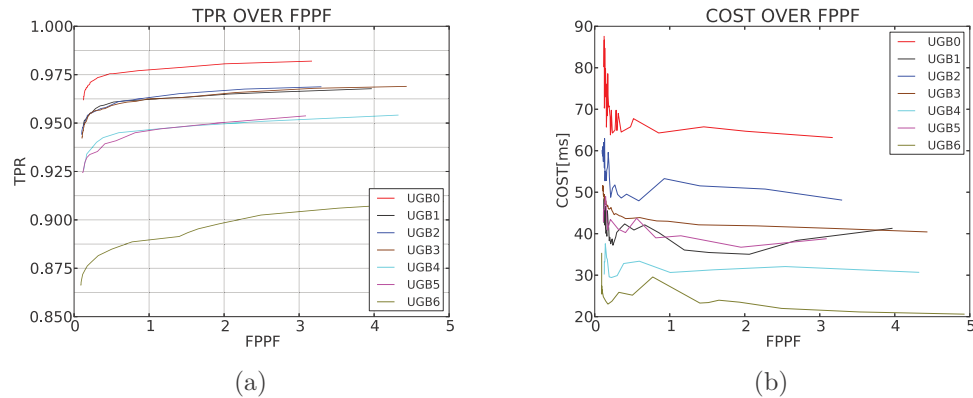 TPR OVER FPPF
1.000
0.975
0.950
0.925
0.900
0.875
0.850
TPR
0 1 2 3 4 5
FPPF
UGB0
UGB1
UGB2
UGB3
UGB4
UGB5
UGB6
(a)
COST OVER FPPF
90
80
70
60
50
40
30
20
COST[ms]
0 1 2 3 4 5
FPPF
UGB0
UGB1
UGB2
UGB3
UGB4
UGB5
UGB6
(b)